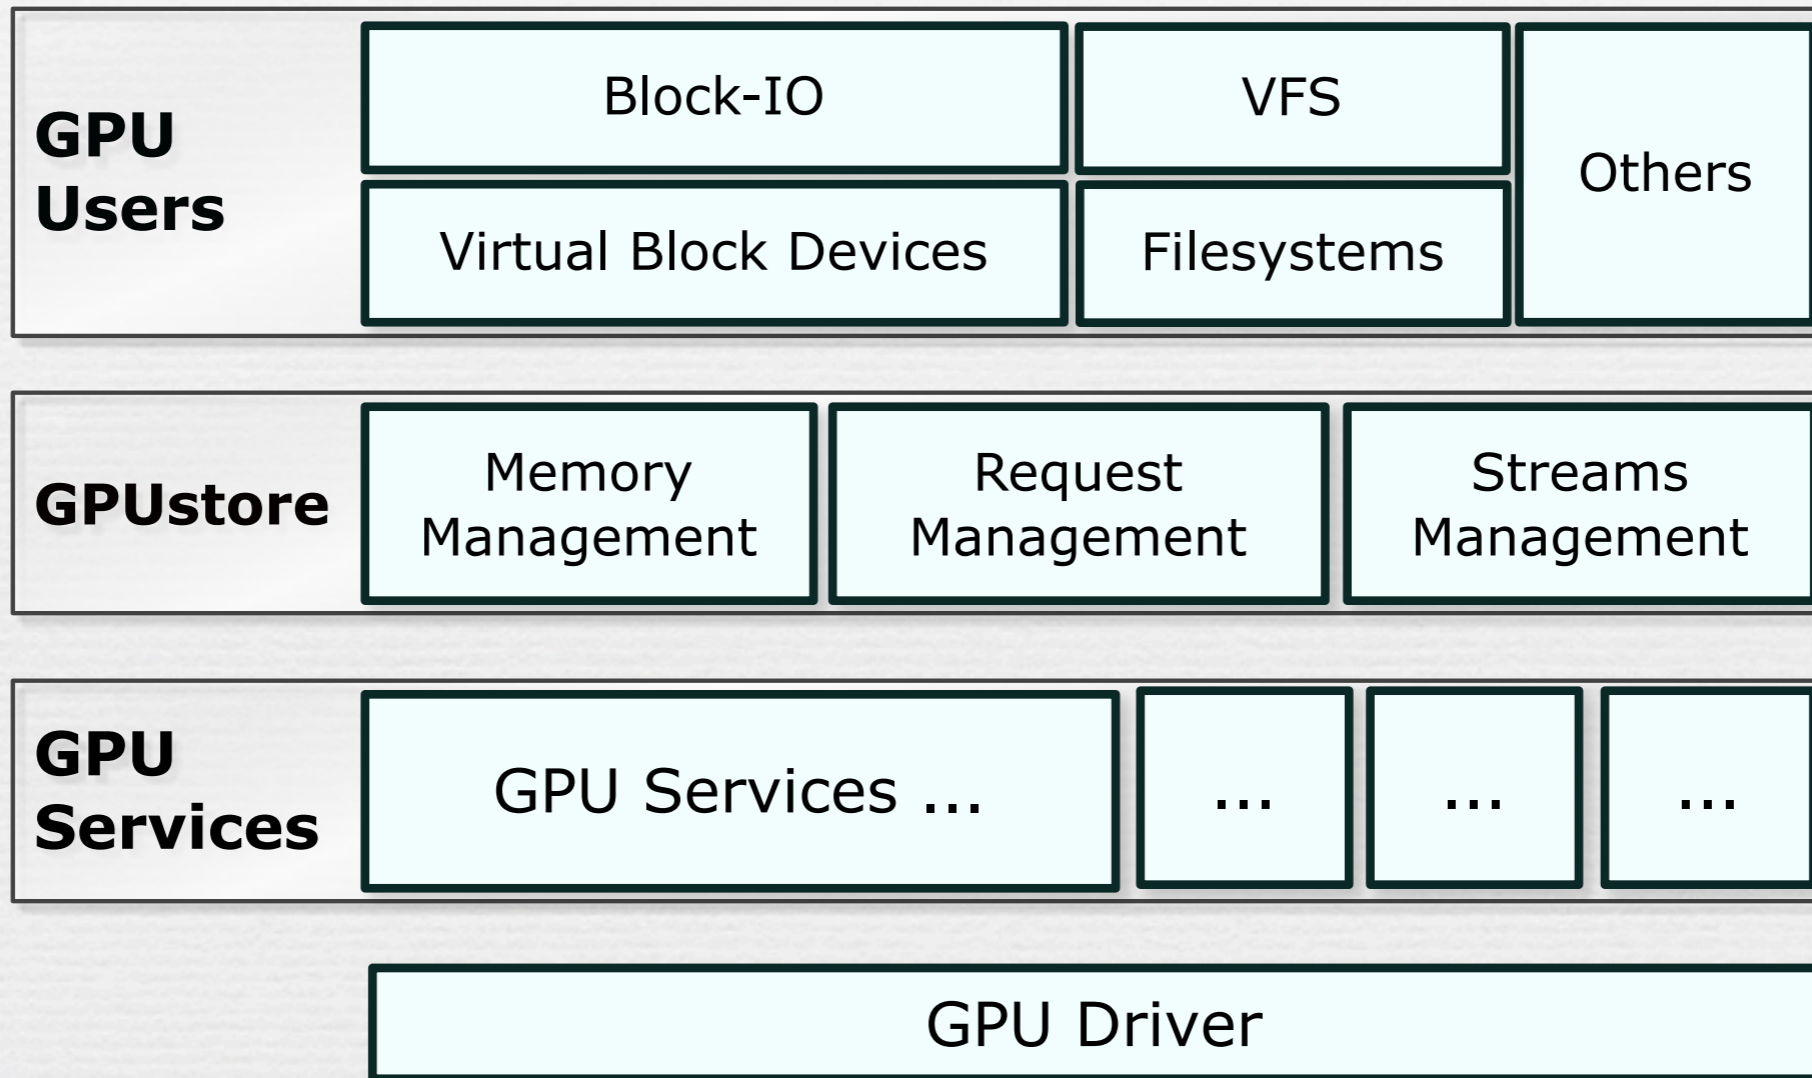 GPU
Users
Block-IO
VFS
Others
Virtual Block Devices
Filesystems
GPUstore
Memory
Management
Request
Management
Streams
Management
GPU
Services
GPU Services ...
...
...
...
GPU Driver